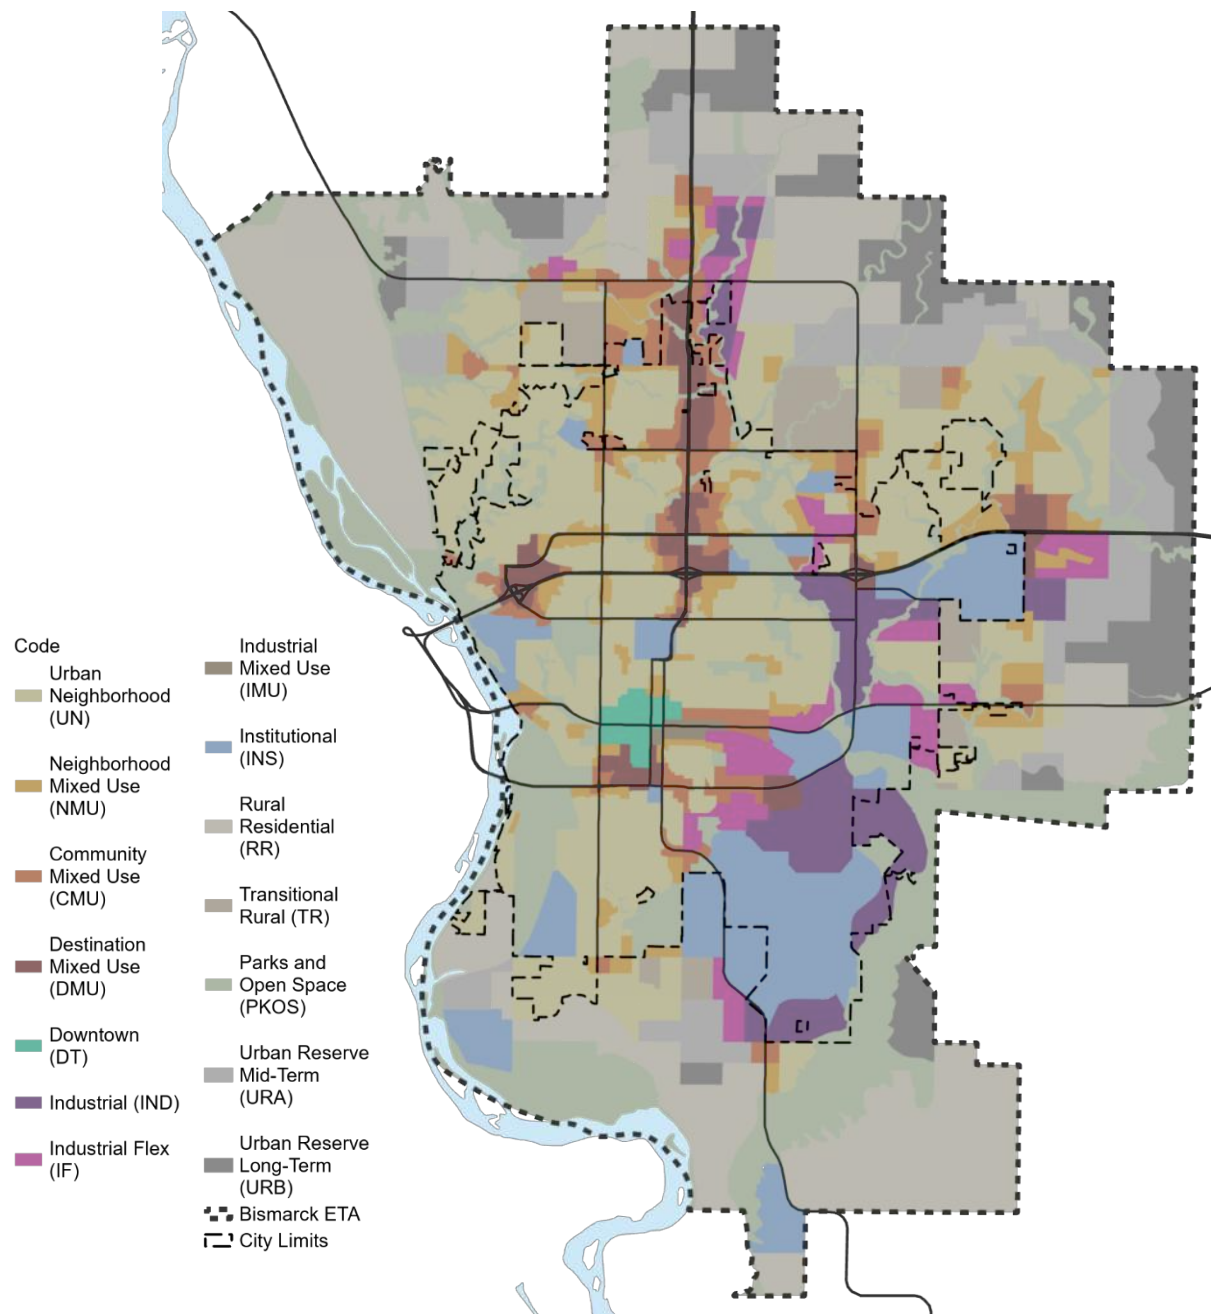 Code
Urban
Neighborhood
(UN)
Neighborhood
Mixed Use
(NMU)
Community
Mixed Use
(CMU)
Destination
Mixed Use
(DMU)
Downtown
(DT)
Industrial (IND)
Industrial Flex
(IF)
Industrial
Mixed Use
(IMU)
Institutional
(INS)
Rural
Residential
(RR)
Transitional
Rural (TR)
Parks and
Open Space
(PKOS)
Urban Reserve
Mid-Term
(URA)
Urban Reserve
Long-Term
(URB)
Bismarck ETA
City Limits